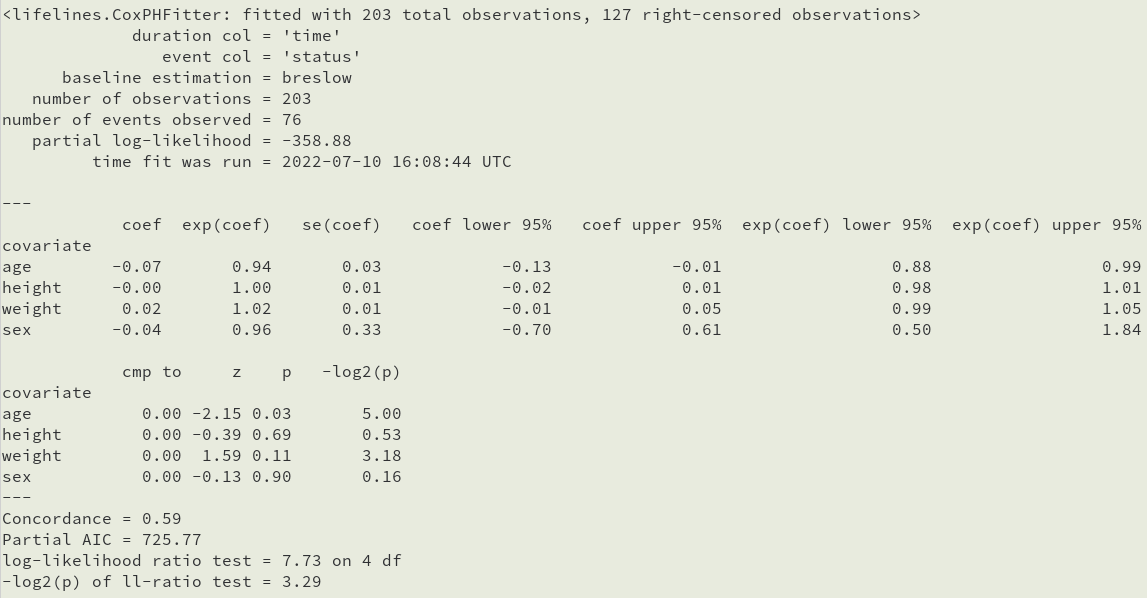 <lifelines.CoxPHFitter: fitted with 203 total observations, 127 right-censored observations>
             duration col = 'time'
                event col = 'status'
      baseline estimation = breslow
   number of observations = 203
number of events observed = 76
   partial log-likelihood = -358.88
         time fit was run = 2022-07-10 16:08:44 UTC

---
            coef  exp(coef)   se(coef)   coef lower 95%   coef upper 95%  exp(coef) lower 95%  exp(coef) upper 95%
covariate
age        -0.07       0.94       0.03            -0.13            -0.01                 0.88                 0.99
height     -0.00       1.00       0.01            -0.02             0.01                 0.98                 1.01
weight      0.02       1.02       0.01            -0.01             0.05                 0.99                 1.05
sex        -0.04       0.96       0.33            -0.70             0.61                 0.50                 1.84

            cmp to     z    p   -log2(p)
covariate
age           0.00 -2.15 0.03       5.00
height        0.00 -0.39 0.69       0.53
weight        0.00  1.59 0.11       3.18
sex           0.00 -0.13 0.90       0.16
---
Concordance = 0.59
Partial AIC = 725.77
log-likelihood ratio test = 7.73 on 4 df
-log2(p) of ll-ratio test = 3.29